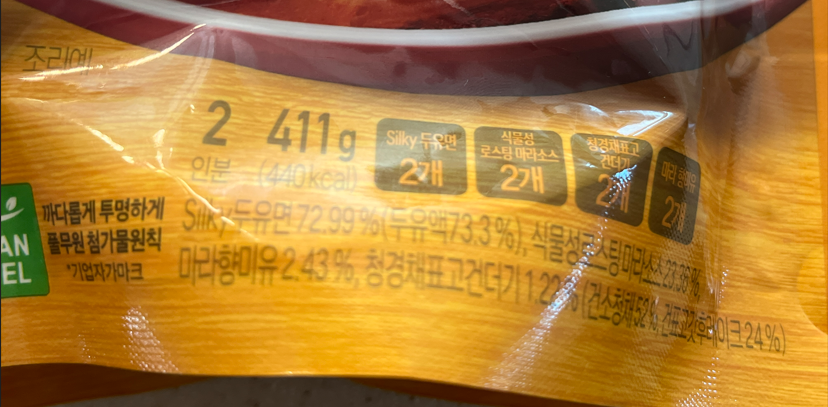 조리예
2 411g
인분 (440kcal)
Silky 두유면
2개
식물성
로스팅 마라소스
2개
청경채표고
건더기
2개
마라향미유
2개
Silky 두유면 72.99%(두유액73.3%), 식물성로스팅마라소스23.36%,
마라향미유 2.43%, 청경채표고건더기 1.22%(건조청채52%, 건표고갓후레이크24%)
까다롭게 투명하게
풀무원 첨가물원칙
*기업자가마크
AN
EL